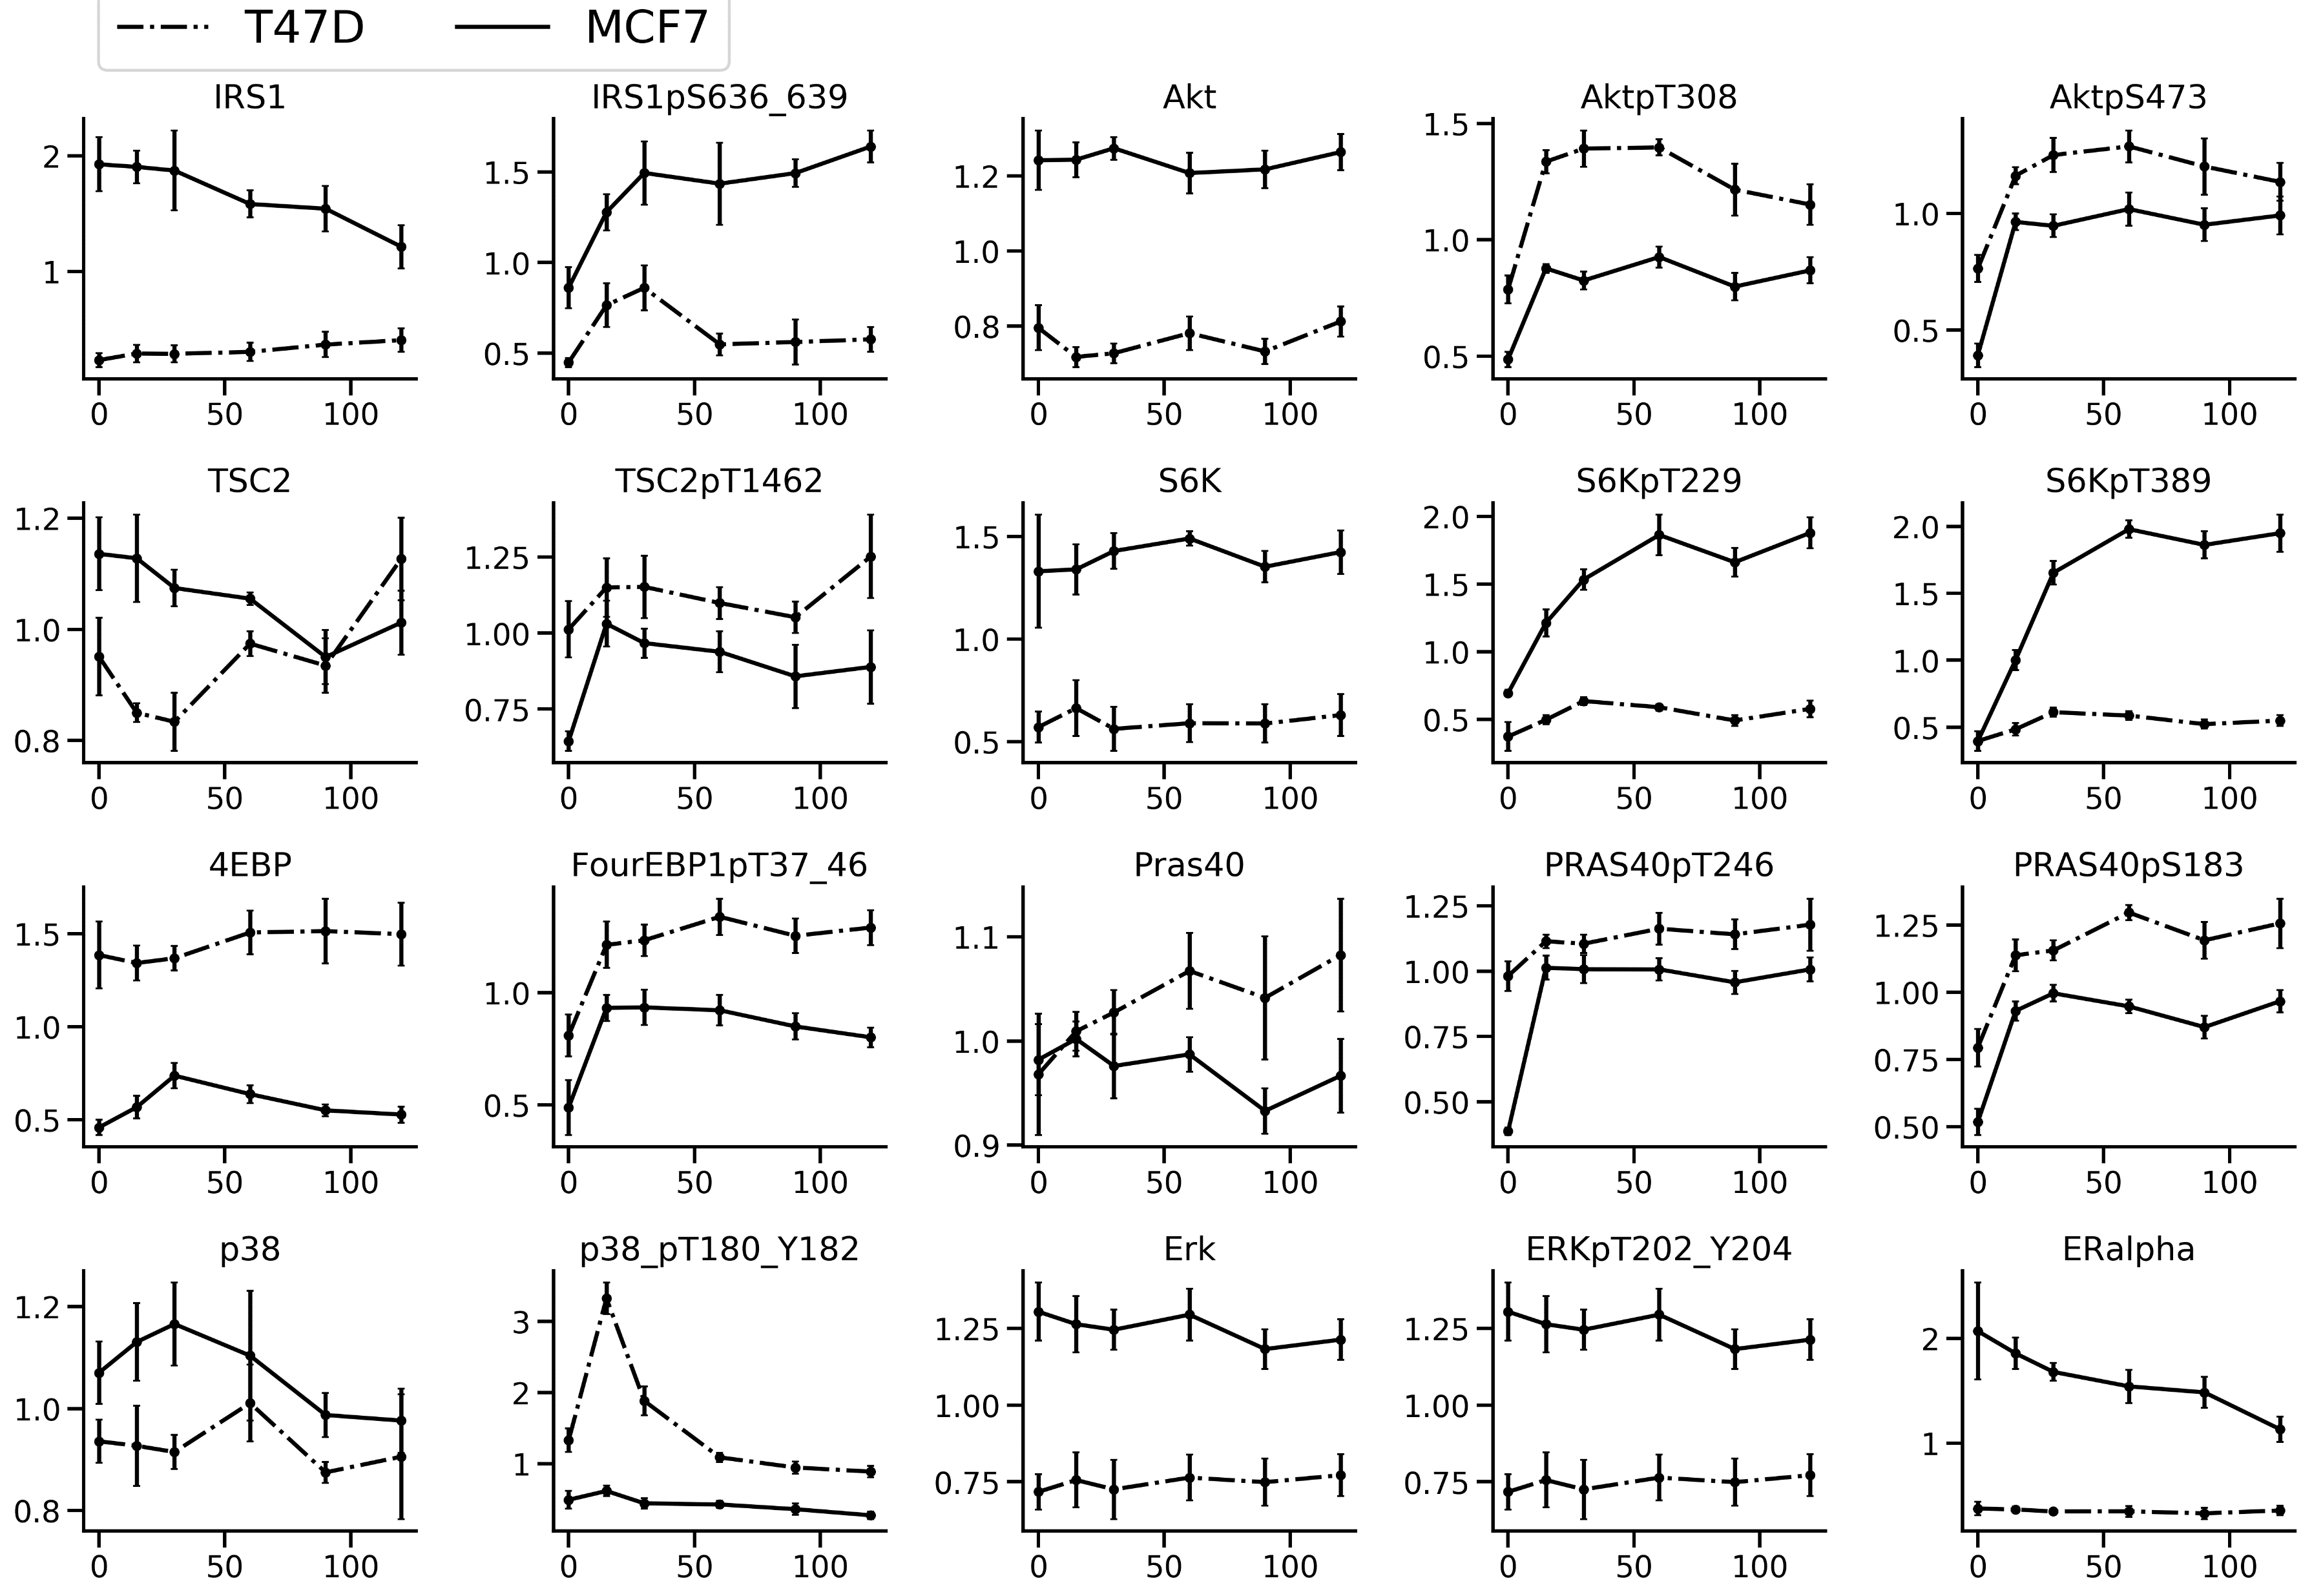 T47D MCF7
IRS1 IRS1pS636_639 Akt AktpT308 AktpS473
2 1 0 50 100
1.5 1.0 0.5 0 50 100
1.2 1.0 0.8 0 50 100
1.5 1.0 0.5 0 50 100
1.0 0.5 0 50 100
TSC2 TSC2pT1462 S6K S6KpT229 S6KpT389
1.2 1.0 0.8 0 50 100
1.25 1.00 0.75 0 50 100
1.5 1.0 0.5 0 50 100
2.0 1.5 1.0 0.5 0 50 100
2.0 1.5 1.0 0.5 0 50 100
4EBP FourEBP1pT37_46 Pras40 PRAS40pT246 PRAS40pS183
1.5 1.0 0.5 0 50 100
1.0 0.5 0 50 100
1.1 1.0 0.9 0 50 100
1.25 1.00 0.75 0.50 0 50 100
1.25 1.00 0.75 0.50 0 50 100
p38 p38_pT180_Y182 Erk ERKpT202_Y204 ERalpha
1.2 1.0 0.8 0 50 100
3 2 1 0 50 100
1.25 1.00 0.75 0 50 100
1.25 1.00 0.75 0 50 100
2 1 0 50 100